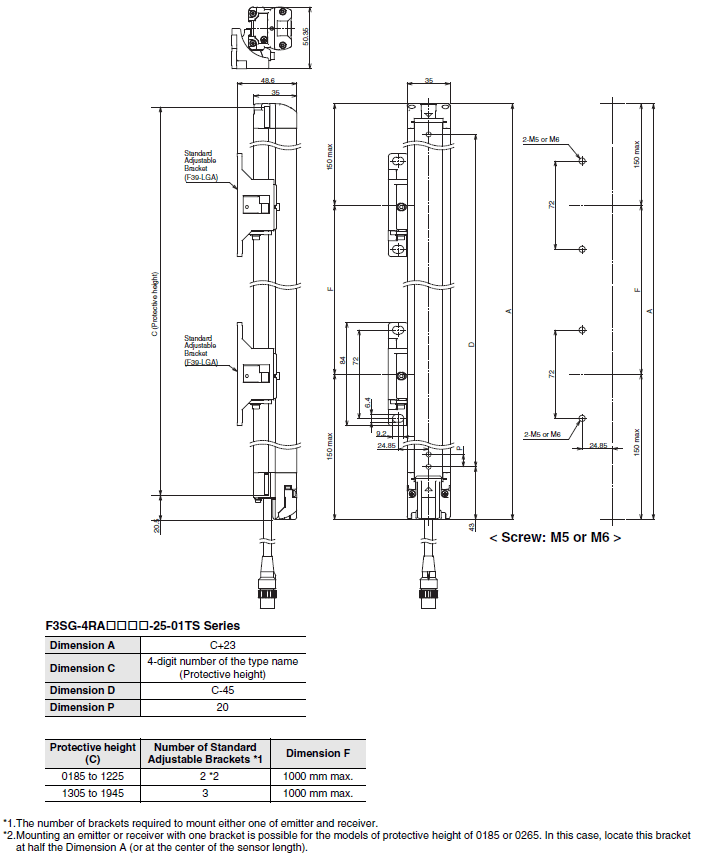 50.35
48.6
35
35
150 max
150 max
2-M5 or M6
Standard
Adjustable
Bracket
(F39-LGA)
72
C (Protective height)
F
F
A
A
D
Standard
Adjustable
Bracket
(F39-LGA)
84
72
72
6.4
9.2
24.85
P
2-M5 or M6
24.85
150 max
150 max
20.5
43
< Screw: M5 or M6 >
F3SG-4RA□□□□-25-01TS Series
Dimension A C+23
Dimension C 4-digit number of the type name
(Protective height)
Dimension D C-45
Dimension P 20
Protective height
(C) Number of Standard
Adjustable Brackets *1 Dimension F
0185 to 1225 2 *2 1000 mm max.
1305 to 1945 3 1000 mm max.
*1.The number of brackets required to mount either one of emitter and receiver.
*2.Mounting an emitter or receiver with one bracket is possible for the models of protective height of 0185 or 0265. In this case, locate this bracket
at half the Dimension A (or at the center of the sensor length).